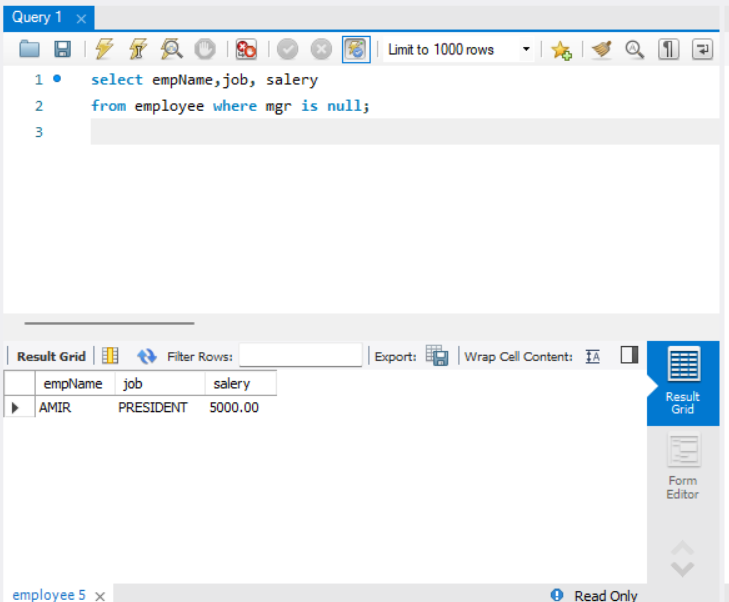 Query 1
Limit to 1000 rows
1 select empName,job, salery
2 from employee where mgr is null;
3
Result Grid Filter Rows: Export: Wrap Cell Content: IA
empName job salery
AMIR PRESIDENT 5000.00
Result
Grid
Form
Editor
employee 5 Read Only